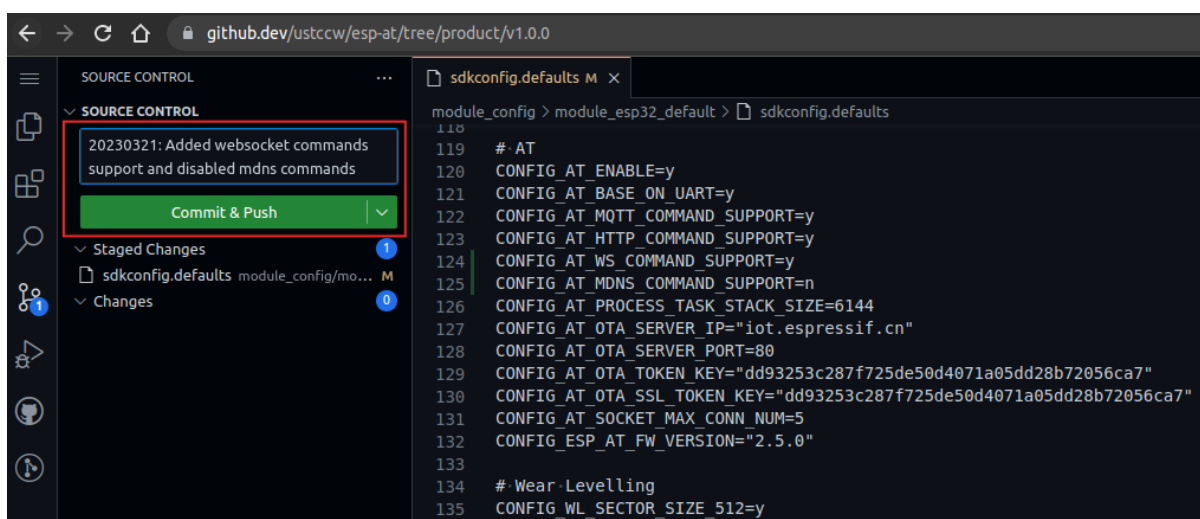 github.dev/ustccw/esp-at/tree/product/v1.0.0
SOURCE CONTROL
SOURCE CONTROL
20230321: Added websocket commands
support and disabled mdns commands
Commit & Push
Staged Changes 1
sdkconfig.defaults module_config/mo... M
Changes 0
1
sdkconfig.defaults M
module_config > module_esp32_default > sdkconfig.defaults
118
119 # AT
120 CONFIG_AT_ENABLE=y
121 CONFIG_AT_BASE_ON_UART=y
122 CONFIG_AT_MQTT_COMMAND_SUPPORT=y
123 CONFIG_AT_HTTP_COMMAND_SUPPORT=y
124 CONFIG_AT_WS_COMMAND_SUPPORT=y
125 CONFIG_AT_MDNS_COMMAND_SUPPORT=n
126 CONFIG_AT_PROCESS_TASK_STACK_SIZE=6144
127 CONFIG_AT_OTA_SERVER_IP="iot.espressif.cn"
128 CONFIG_AT_OTA_SERVER_PORT=80
129 CONFIG_AT_OTA_TOKEN_KEY="dd93253c287f725de50d4071a05dd28b72056ca7"
130 CONFIG_AT_OTA_SSL_TOKEN_KEY="dd93253c287f725de50d4071a05dd28b72056ca7"
131 CONFIG_AT_SOCKET_MAX_CONN_NUM=5
132 CONFIG_ESP_AT_FW_VERSION="2.5.0"
133
134 # Wear Levelling
135 CONFIG_WL_SECTOR_SIZE_512=y